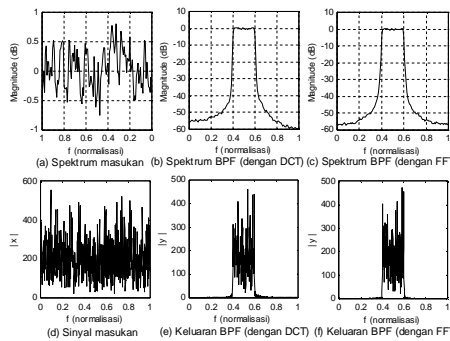 Magnitude (dB)
1
0.5
0
-0.5
-1
1 0.8 0.6 0.4 0.2 0
f (normalisasi)
(a) Spektrum masukan
Magnitude (dB)
10
0
-10
-20
-30
-40
-50
-60
0 0.2 0.4 0.6 0.8 1
f (normalisasi)
(b) Spektrum BPF (dengan DCT)
Magnitude (dB)
10
0
-10
-20
-30
-40
-50
-60
0 0.2 0.4 0.6 0.8 1
f (normalisasi)
(c) Spektrum BPF (dengan FFT
| x |
600
400
200
0
0 0.2 0.4 0.6 0.8 1
f (normalisasi)
(d) Sinyal masukan
| y |
500
400
300
200
100
0
0 0.2 0.4 0.6 0.8 1
f (normalisasi)
(e) Keluaran BPF (dengan DCT)
| y |
500
400
300
200
100
0
0 0.2 0.4 0.6 0.8 1
f (normalisasi)
(f) Keluaran BPF (dengan FFT